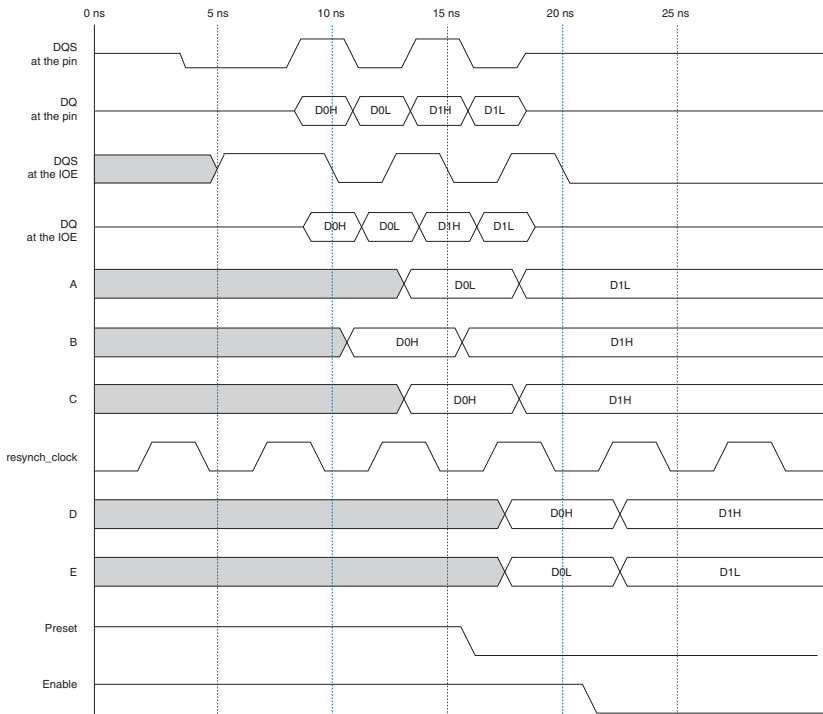 0 ns 5 ns 10 ns 15 ns 20 ns 25 ns
DQS
at the pin
DQ
at the pin
D0H D0L D1H D1L
DQS
at the IOE
DQ
at the IOE
D0H D0L D1H D1L
A D0L D1L
B D0H D1H
C D0H D1H
resynch_clock
D D0H D1H
E D0L D1L
Preset
Enable